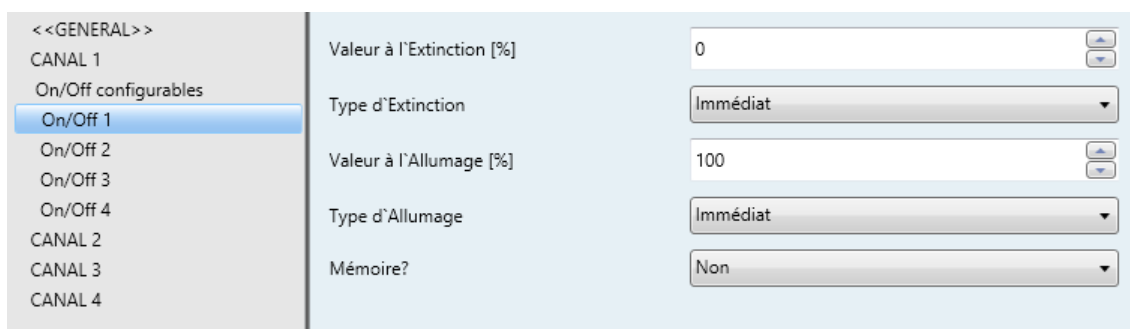 <<GENERAL>>
CANAL 1
On/Off configurables
On/Off 1
On/Off 2
On/Off 3
On/Off 4
CANAL 2
CANAL 3
CANAL 4
Valeur à l`Extinction [%]
0
Type d`Extinction
Immédiat
Valeur à l`Allumage [%]
100
Type d`Allumage
Immédiat
Mémoire?
Non